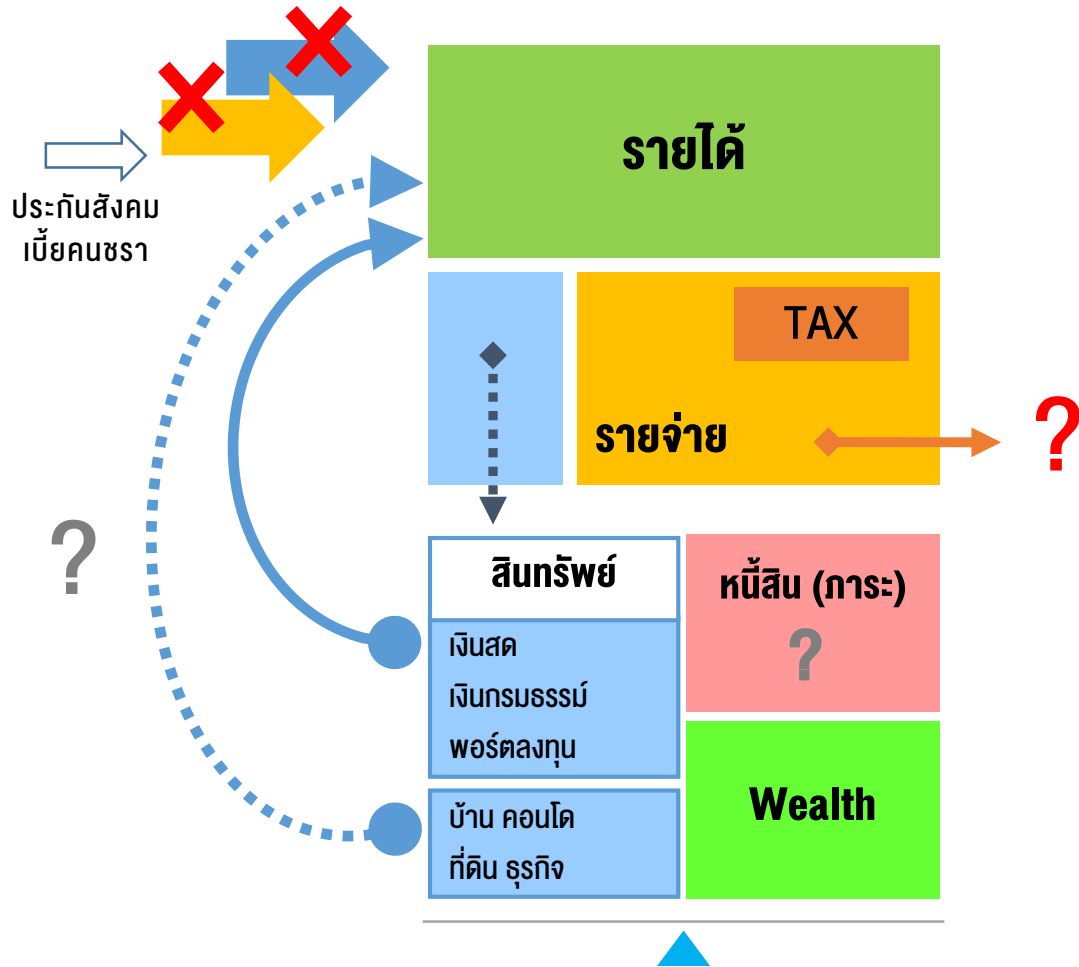 รายได้
ประกันสังคม
เบี้ยคนชรา
TAX
รายจ่าย
?
?
สินทรัพย์
เงินสด
เงินกรมธรรม์
พอร์ตลงทุน
บ้าน คอนโด
ที่ดิน ธุรกิจ
หนี้สิน (ภาระ)
?
Wealth